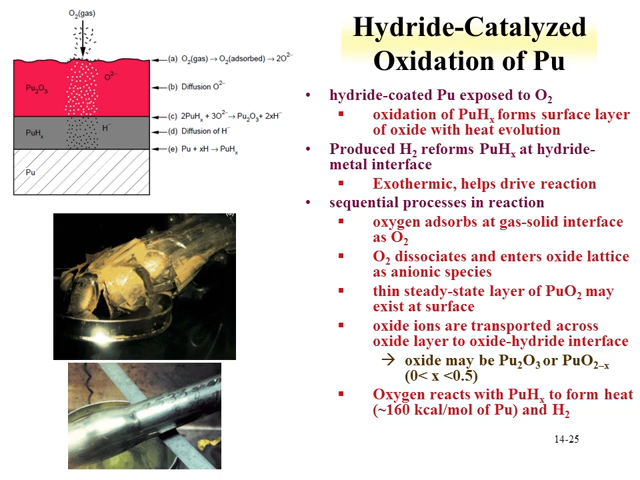 Hydride-Catalyzed
Oxidation of Pu
O₂(gas)
(a) O₂(gas) → O₂(adsorbed) → 2O²⁻
O²⁻
Pu₂O₃
(b) Diffusion O²⁻
(c) 2PuHₓ + 3O²⁻ → Pu₂O₃ + 2xH⁻
PuHₓ
H⁻
(d) Diffusion of H⁻
(e) Pu + xH → PuHₓ
Pu
• hydride-coated Pu exposed to O₂
▪ oxidation of PuHₓ forms surface layer
of oxide with heat evolution
• Produced H₂ reforms PuHₓ at hydride-
metal interface
▪ Exothermic, helps drive reaction
• sequential processes in reaction
▪ oxygen adsorbs at gas-solid interface
as O₂
▪ O₂ dissociates and enters oxide lattice
as anionic species
▪ thin steady-state layer of PuO₂ may
exist at surface
▪ oxide ions are transported across
oxide layer to oxide-hydride interface
→ oxide may be Pu₂O₃ or PuO₂₋ₓ
(0< x <0.5)
▪ Oxygen reacts with PuHₓ to form heat
(~160 kcal/mol of Pu) and H₂
14-25